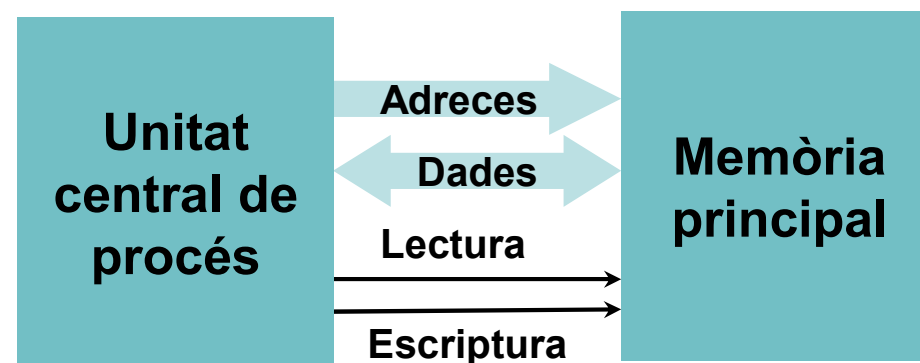 Unitat
central de
procés
Adreces
Dades
Lectura
Escriptura
Memòria
principal